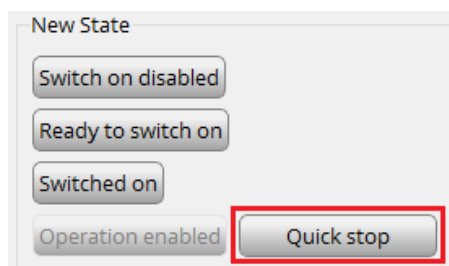 New State
Switch on disabled
Ready to switch on
Switched on
Operation enabled Quick stop